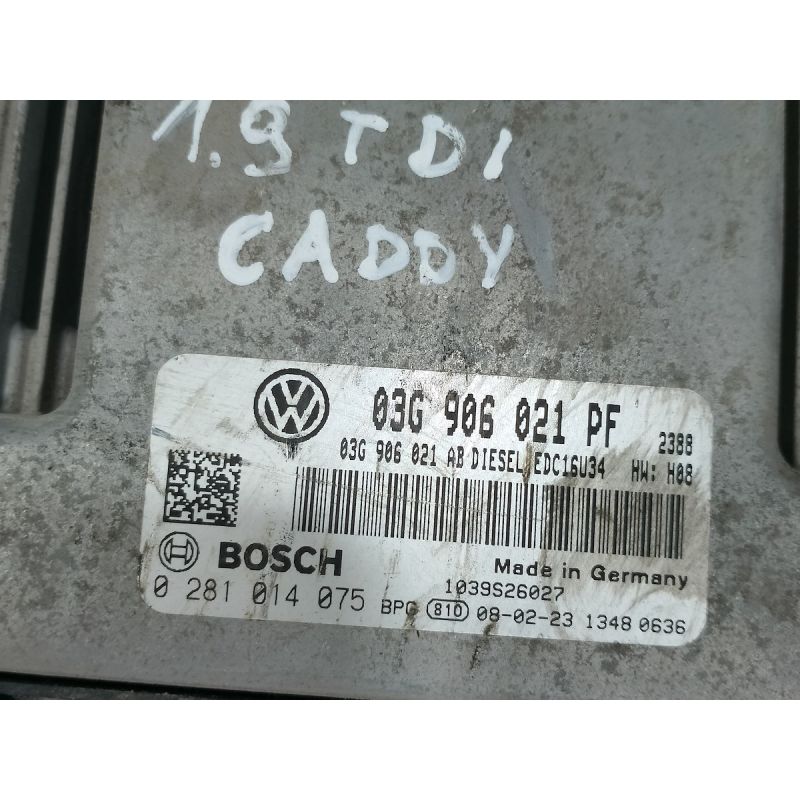 1.9 TDI
CADDY
03G 906 021 PF 2388
03G 906 021 AB DIESEL EDC16U34 HW: H08
BOSCH Made in Germany
1039S26027
0 281 014 075 BPG 810 08-02-23 1348 0636